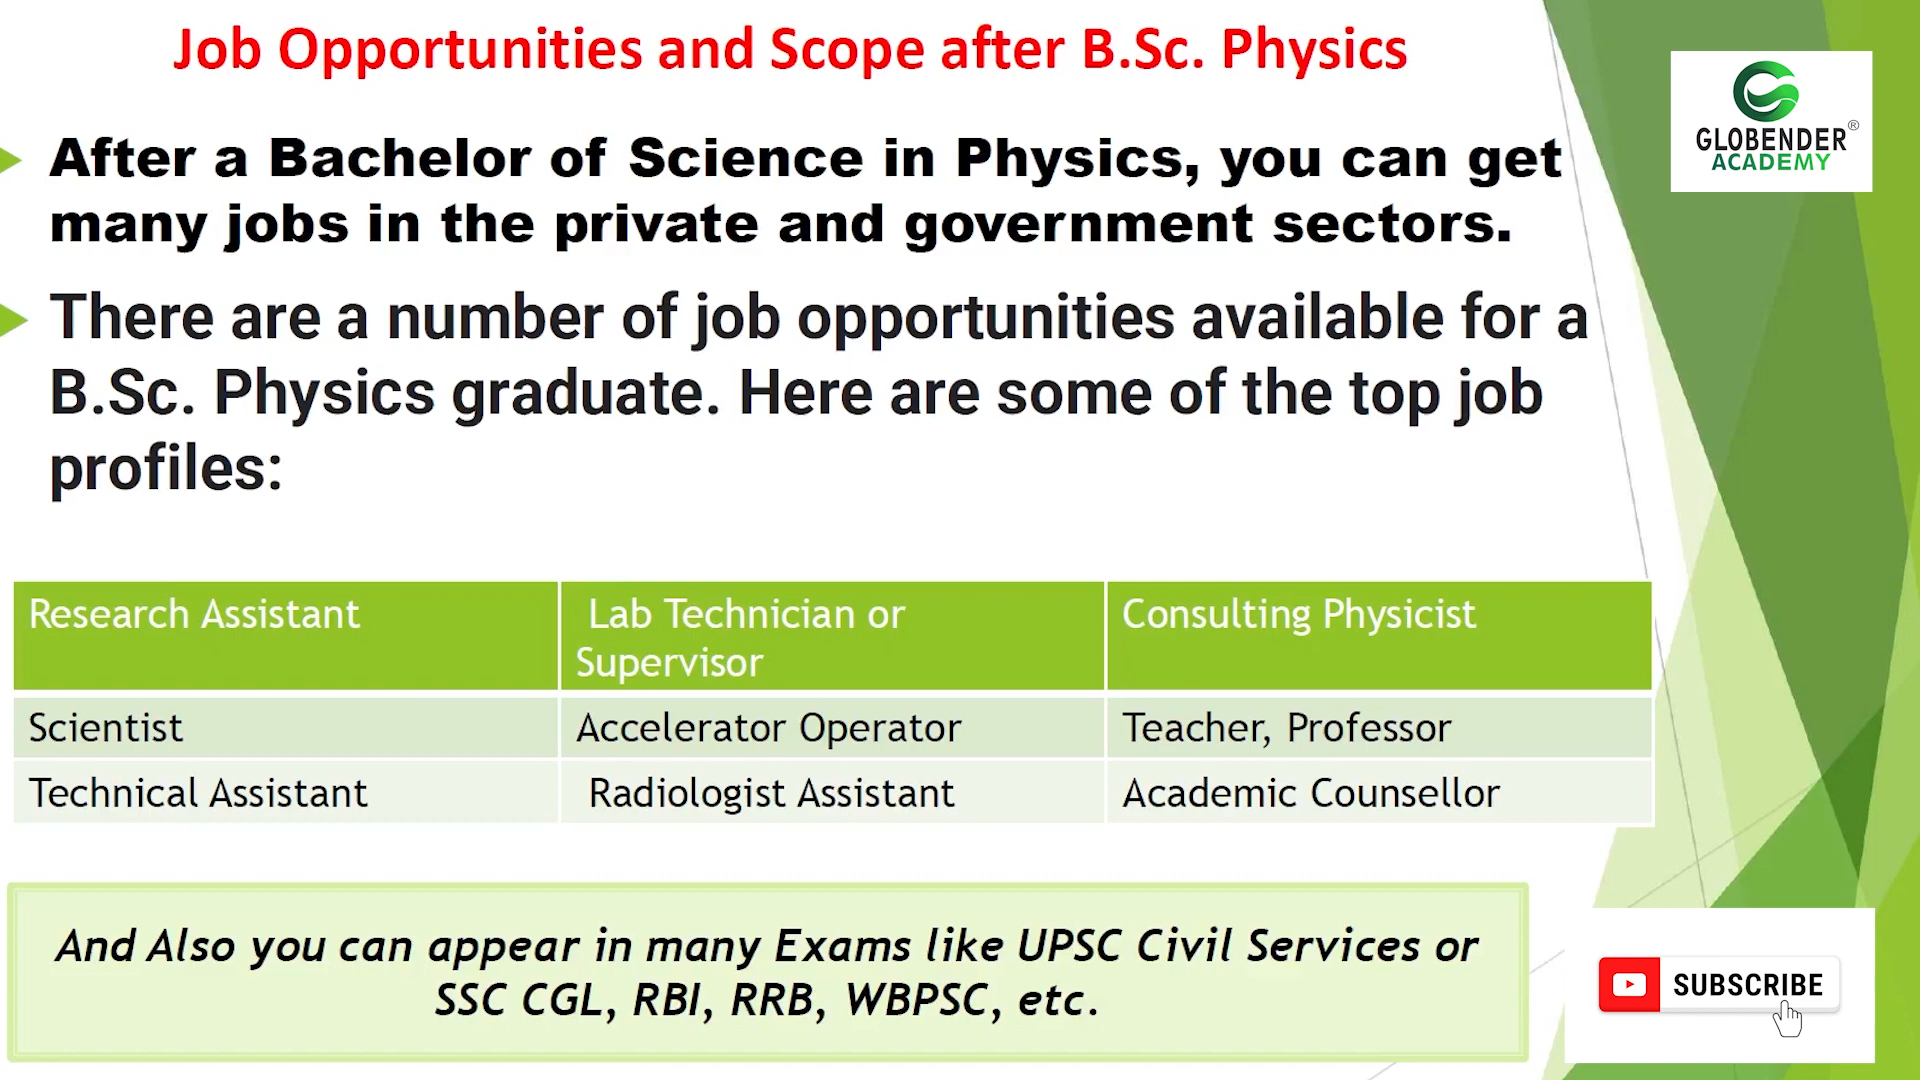 Job Opportunities and Scope after B.Sc. Physics
GLOBENDER®
ACADEMY
After a Bachelor of Science in Physics, you can get
many jobs in the private and government sectors.
There are a number of job opportunities available for a
B.Sc. Physics graduate. Here are some of the top job
profiles:
Research Assistant
Lab Technician or
Supervisor
Consulting Physicist
Scientist
Accelerator Operator
Teacher, Professor
Technical Assistant
Radiologist Assistant
Academic Counsellor
And Also you can appear in many Exams like UPSC Civil Services or
SSC CGL, RBI, RRB, WBPSC, etc.
SUBSCRIBE